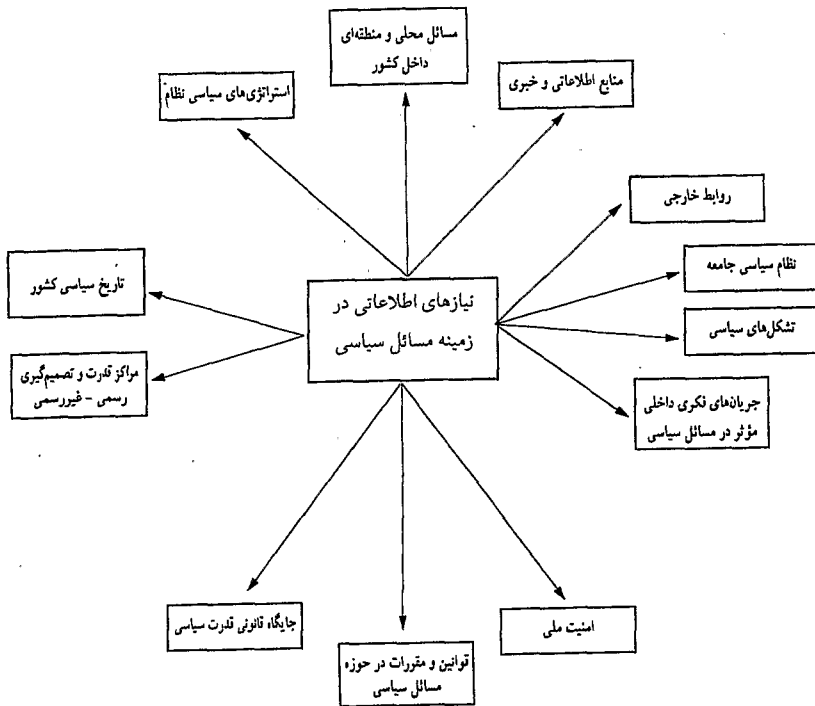 مسائل محلی و منطقه‌ای
داخل کشور
منابع اطلاعاتی و خبری
استراتژی‌های سیاسی نظام
روابط خارجی
نظام سیاسی جامعه
تشکل‌های سیاسی
جریان‌های فکری داخلی
مؤثر در مسائل سیاسی
نیازهای اطلاعاتی در
زمینه مسائل سیاسی
تاریخ سیاسی کشور
مراکز قدرت و تصمیم‌گیری
رسمی - غیررسمی
امنیت ملی
قوانین و مقررات در حوزه
مسائل سیاسی
جایگاه قانونی قدرت سیاسی